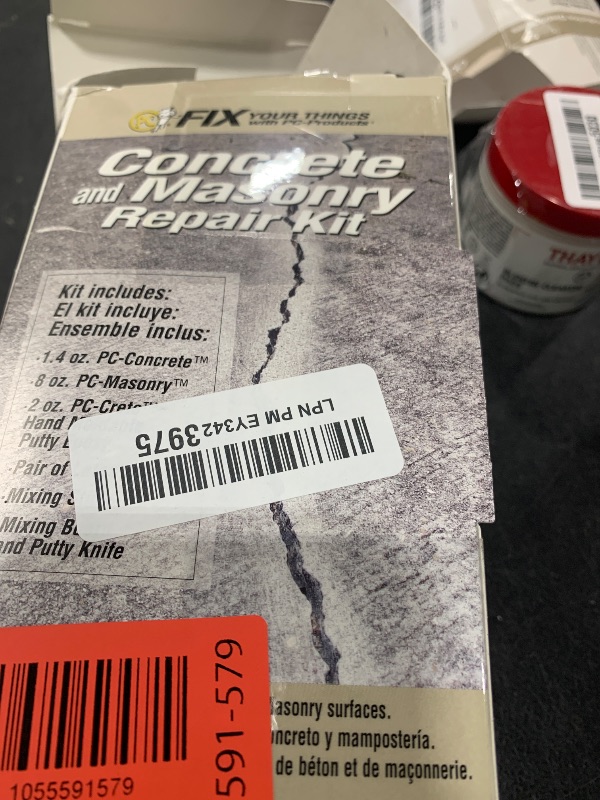 PC
FIX YOUR THINGS
with PC-Products
Concrete
and Masonry
Repair Kit
Kit includes:
El kit incluye:
Ensemble inclus:
·1.4 oz. PC-Concrete™
·8 oz. PC-Masonry™
·2 oz. PC-Crete™
Hand
Putty
·Pair of
·Mixing
Mixing
and Putty Knife
LPN PM EY3423975
591-579
1055591579
Masonry surfaces.
concreto y mampostería.
de béton et de maçonnerie.
THAY